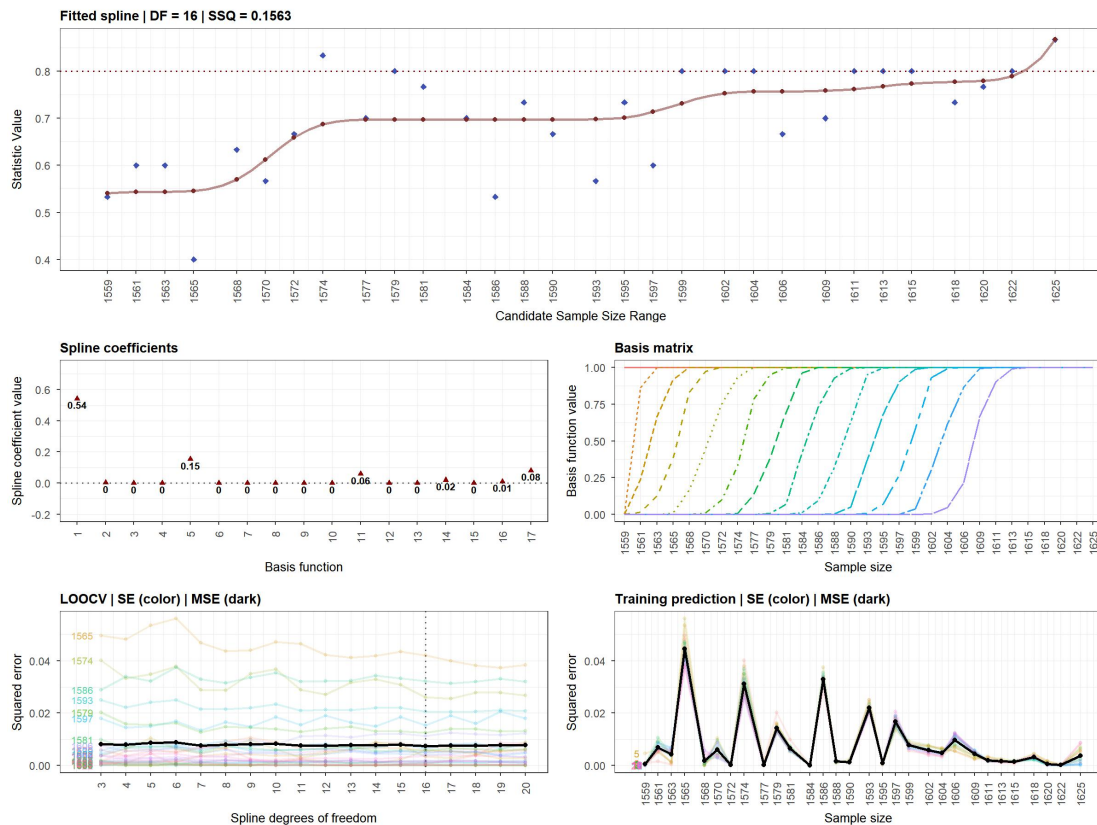 Fitted spline | DF = 16 | SSQ = 0.1563
Statistic Value
0.8
0.7
0.6
0.5
0.4
1559 1561 1563 1565 1568 1570 1572 1574 1577 1579 1581 1584 1586 1588 1590 1593 1595 1597 1599 1602 1604 1606 1609 1611 1613 1615 1618 1620 1622 1625
Candidate Sample Size Range
Spline coefficients
Spline coefficient value
0.6
0.4
0.2
0.0
-0.2
0.54 0 0 0 0.15 0 0 0 0 0 0.06 0 0 0.02 0 0.01 0.08
1 2 3 4 5 6 7 8 9 10 11 12 13 14 15 16 17
Basis function
Basis matrix
Basis function value
1.00
0.75
0.50
0.25
0.00
1559 1561 1563 1565 1568 1570 1572 1574 1577 1579 1581 1584 1586 1588 1590 1593 1595 1597 1599 1602 1604 1606 1609 1611 1613 1615 1618 1620 1622 1625
Sample size
LOOCV | SE (color) | MSE (dark)
Squared error
0.04
0.02
0.00
1565
1574
1586
1593
1579
1597
1581
3 4 5 6 7 8 9 10 11 12 13 14 15 16 17 18 19 20
Spline degrees of freedom
Training prediction | SE (color) | MSE (dark)
Squared error
0.04
0.02
0.00
5
1559 1561 1563 1565 1568 1570 1572 1574 1577 1579 1581 1584 1586 1588 1590 1593 1595 1597 1599 1602 1604 1606 1609 1611 1613 1615 1618 1620 1622 1625
Sample size